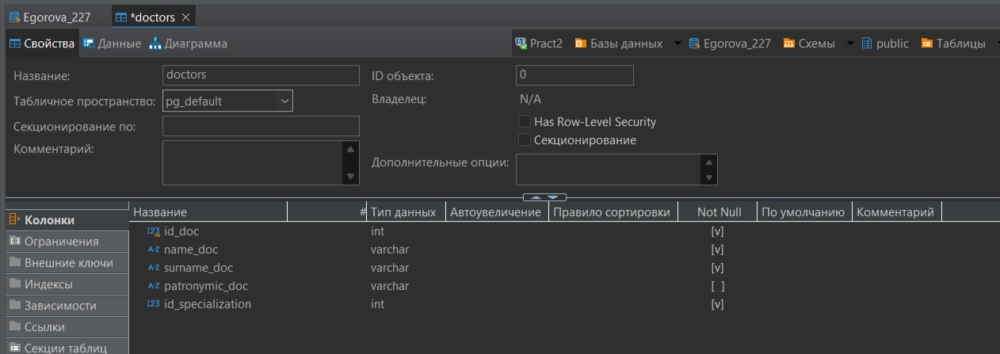 Egorova_227 *doctors
Свойства Данные Диаграмма Pract2 Базы данных Egorova_227 Схемы public Таблицы
Название: doctors ID объекта: 0
Табличное пространство: pg_default Владелец: N/A
Секционирование по: Has Row-Level Security
Секционирование
Комментарий: Дополнительные опции:
Колонки Название # Тип данных Автоувеличение Правило сортировки Not Null По умолчанию Комментарий
123 id_doc int [v]
Ограничения A-Z name_doc varchar [v]
Внешние ключи A-Z surname_doc varchar [v]
Индексы A-Z patronymic_doc varchar [ ]
Зависимости 123 id_specialization int [v]
Ссылки
Секции таблиц